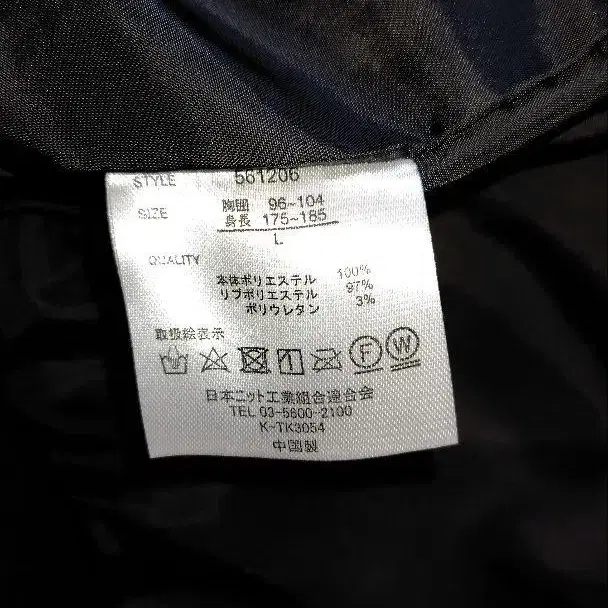 STYLE 561206
SIZE 胸囲 96~104
身長 175~185
L
QUALITY
本体ポリエステル 100%
リブポリエステル 97%
ポリウレタン 3%
取扱絵表示
F W
日本ニット工業組合連合会
TEL 03-5600-2100
K-TK3054
中国製